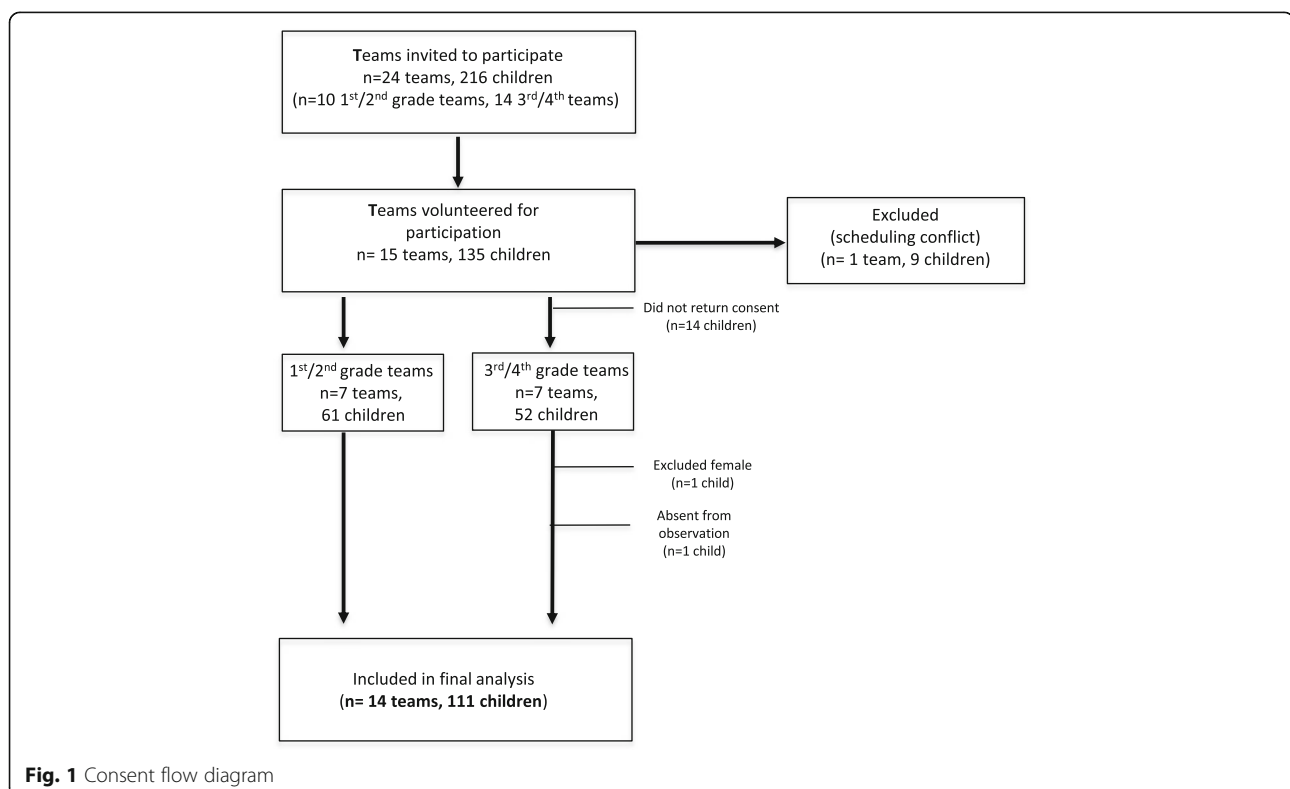 Teams invited to participate
n=24 teams, 216 children
(n=10 1st/2nd grade teams, 14 3rd/4th teams)
Teams volunteered for
participation
n= 15 teams, 135 children
Excluded
(scheduling conflict)
(n= 1 team, 9 children)
Did not return consent
(n=14 children)
1st/2nd grade teams
n=7 teams,
61 children
3rd/4th grade teams
n=7 teams,
52 children
Excluded female
(n=1 child)
Absent from
observation
(n=1 child)
Included in final analysis
(n= 14 teams, 111 children)
Fig. 1 Consent flow diagram